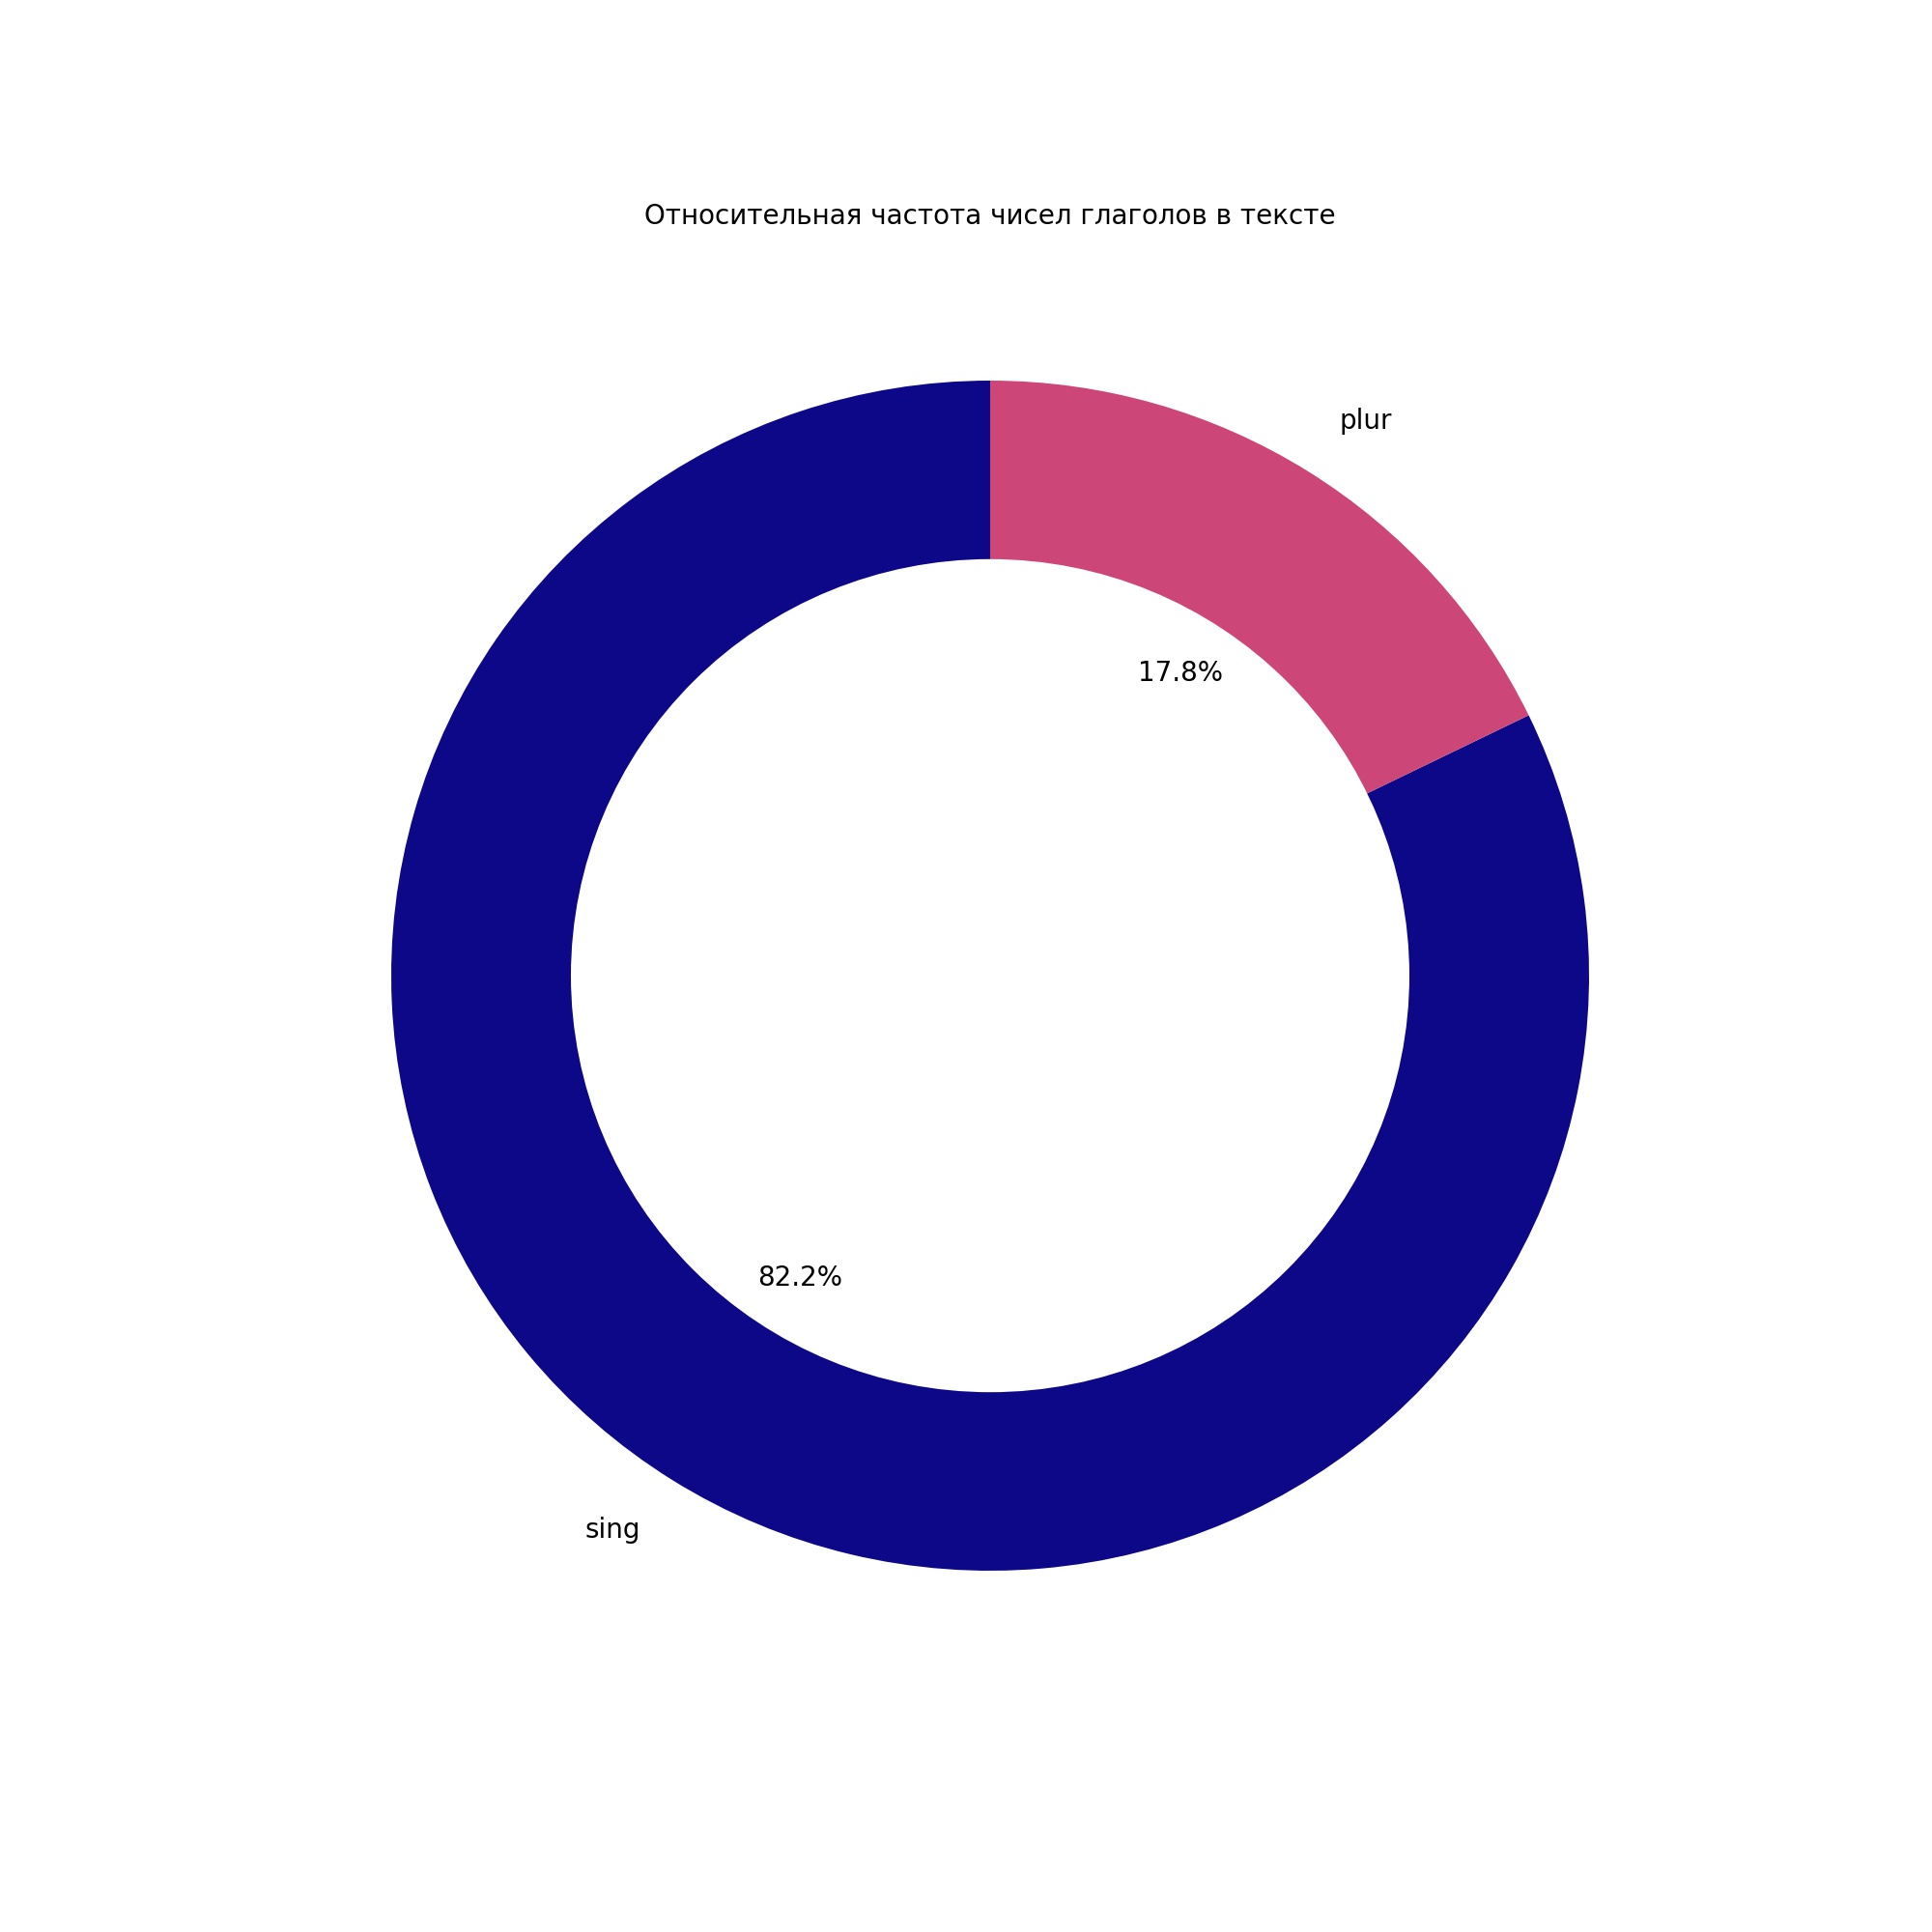 Относительная частота чисел глаголов в тексте
plur
17.8%
82.2%
sing